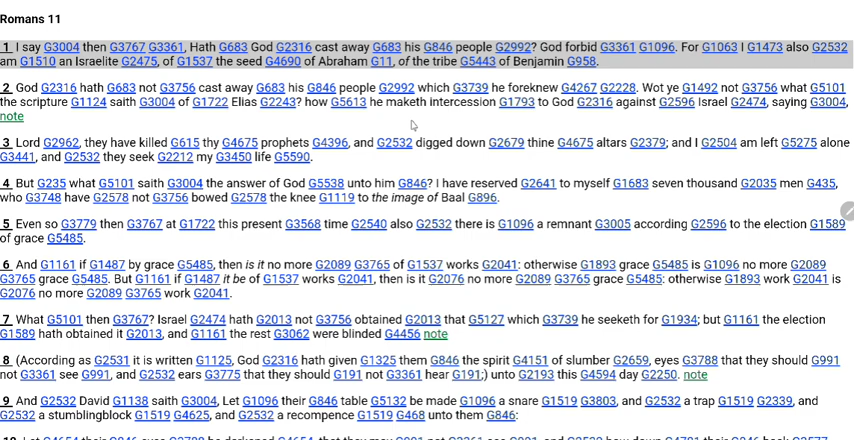 Romans 11
1 I say G3004 then G3767 G3361, Hath G683 God G2316 cast away G683 his G846 people G2992? God forbid G3361 G1096. For G1063 I G1473 also G2532
am G1510 an Israelite G2475, of G1537 the seed G4690 of Abraham G11, of the tribe G5443 of Benjamin G958.
2 God G2316 hath G683 not G3756 cast away G683 his G846 people G2992 which G3739 he foreknew G4267 G2228. Wot ye G1492 not G3756 what G5101
the scripture G1124 saith G3004 of G1722 Elias G2243? how G5613 he maketh intercession G1793 to God G2316 against G2596 Israel G2474, saying G3004,
note
3 Lord G2962, they have killed G615 thy G4675 prophets G4396, and G2532 digged down G2679 thine G4675 altars G2379; and I G2504 am left G5275 alone
G3441, and G2532 they seek G2212 my G3450 life G5590.
4 But G235 what G5101 saith G3004 the answer of God G5538 unto him G846? I have reserved G2641 to myself G1683 seven thousand G2035 men G435,
who G3748 have G2578 not G3756 bowed G2578 the knee G1119 to the image of Baal G896.
5 Even so G3779 then G3767 at G1722 this present G3568 time G2540 also G2532 there is G1096 a remnant G3005 according G2596 to the election G1589
of grace G5485.
6 And G1161 if G1487 by grace G5485, then is it no more G2089 G3765 of G1537 works G2041: otherwise G1893 grace G5485 is G1096 no more G2089
G3765 grace G5485. But G1161 if G1487 it be of G1537 works G2041, then is it G2076 no more G2089 G3765 grace G5485: otherwise G1893 work G2041 is
G2076 no more G2089 G3765 work G2041.
7 What G5101 then G3767? Israel G2474 hath G2013 not G3756 obtained G2013 that G5127 which G3739 he seeketh for G1934; but G1161 the election
G1589 hath obtained it G2013, and G1161 the rest G3062 were blinded G4456 note
8 (According as G2531 it is written G1125, God G2316 hath given G1325 them G846 the spirit G4151 of slumber G2659, eyes G3788 that they should G991
not G3361 see G991, and G2532 ears G3775 that they should G191 not G3361 hear G191;) unto G2193 this G4594 day G2250. note
9 And G2532 David G1138 saith G3004, Let G1096 their G846 table G5132 be made G1096 a snare G1519 G3803, and G2532 a trap G1519 G2339, and
G2532 a stumblingblock G1519 G4625, and G2532 a recompence G1519 G468 unto them G846: